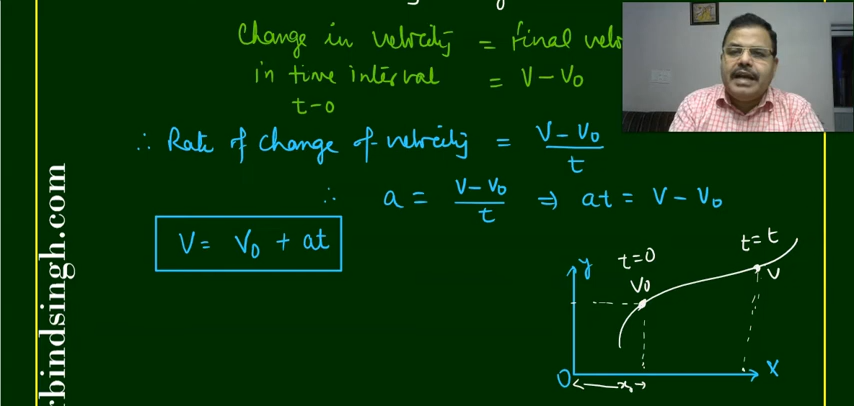 Change in velocity = final velo
in time interval = V − V₀
t−0
∴ Rate of change of velocity = V − V₀ / t
∴ a = V − V₀ / t ⇒ at = V − V₀
V = V₀ + at
t=0
t=t
y
V₀
V
O
x₀
X
rbindsingh.com